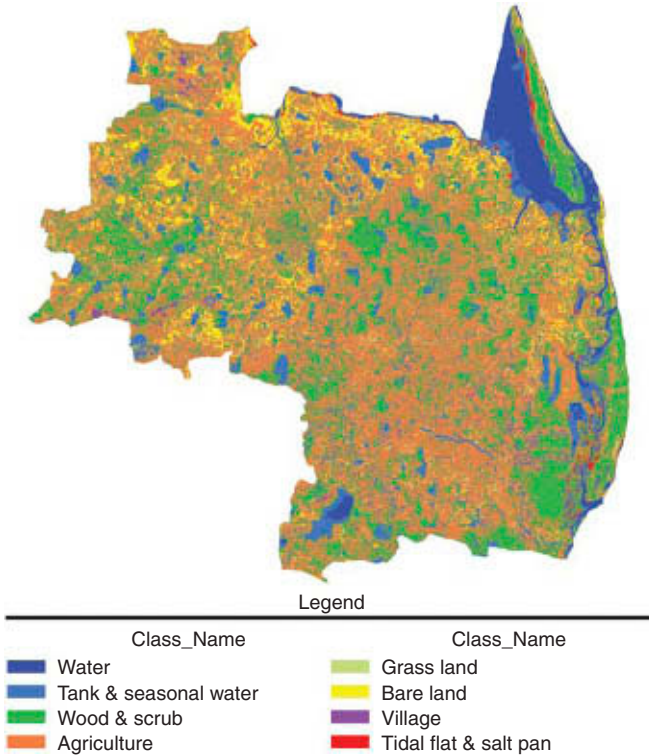 Legend
Class_Name
Water
Tank & seasonal water
Wood & scrub
Agriculture
Class_Name
Grass land
Bare land
Village
Tidal flat & salt pan